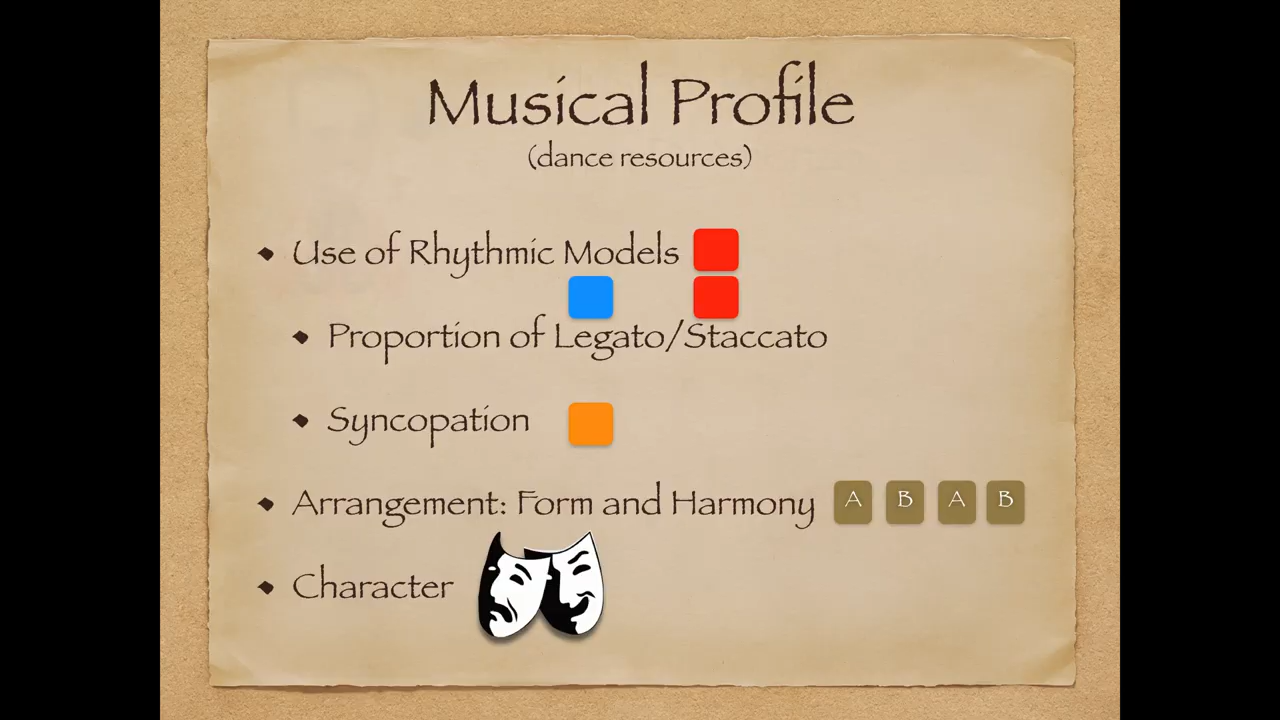 Musical Profile
(dance resources)
Use of Rhythmic Models
Proportion of Legato/Staccato
Syncopation
Arrangement: Form and Harmony A B A B
Character